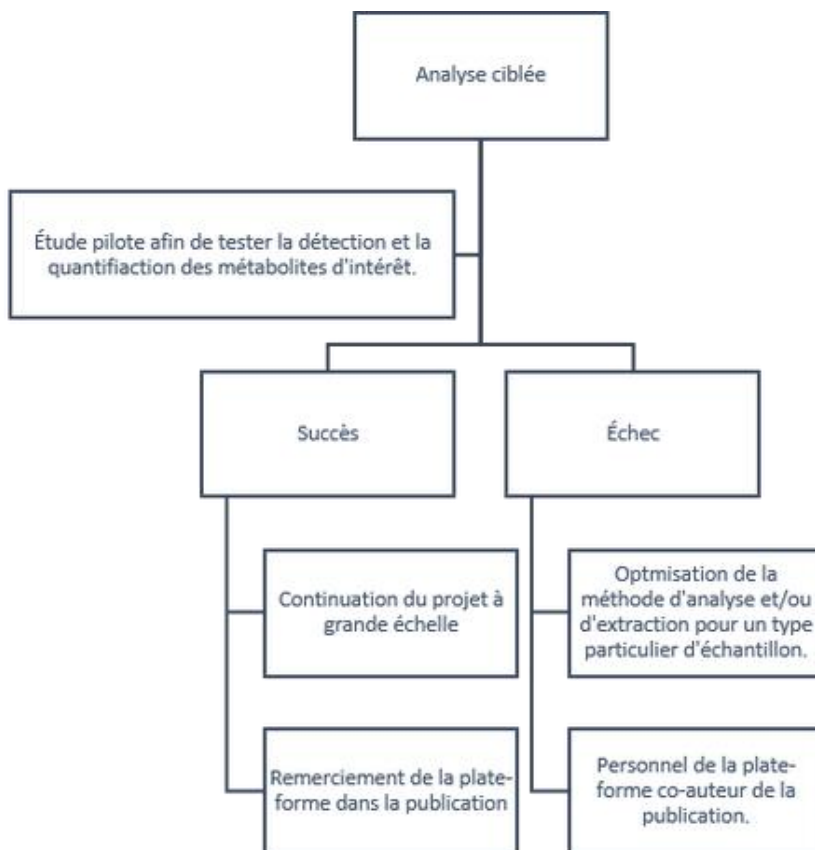 Analyse ciblée
Étude pilote afin de tester la détection et la
quantifiaction des métabolites d'intérêt.
Succès
Échec
Continuation du projet à
grande échelle
Optmisation de la
méthode d'analyse et/ou
d'extraction pour un type
particulier d'échantillon.
Remerciement de la plate-
forme dans la publication
Personnel de la plate-
forme co-auteur de la
publication.